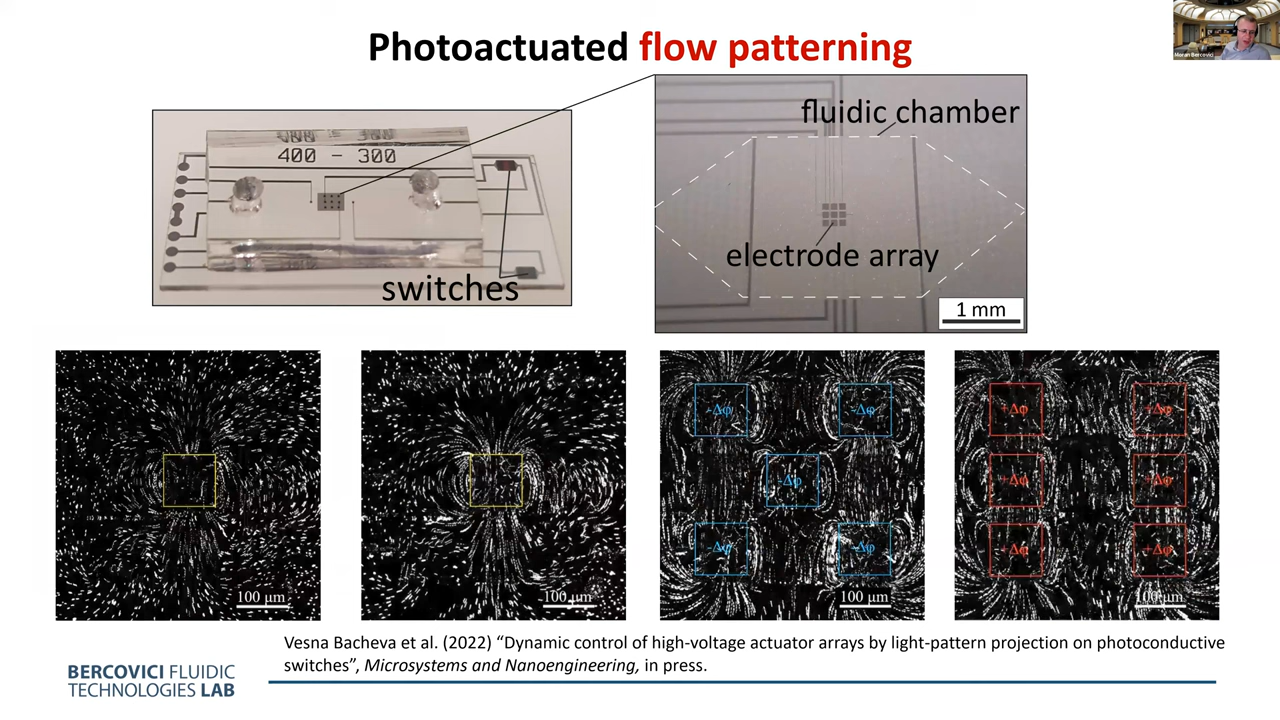 Photoactuated flow patterning
Moran Bercovici
400 - 300
switches
fluidic chamber
electrode array
1 mm
100 μm
100 μm
-Δφ
-Δφ
-Δφ
-Δφ
-Δφ
100 μm
+Δφ
+Δφ
+Δφ
+Δφ
+Δφ
+Δφ
100 μm
Vesna Bacheva et al. (2022) “Dynamic control of high-voltage actuator arrays by light-pattern projection on photoconductive
switches”, Microsystems and Nanoengineering, in press.
BERCOVICI FLUIDIC
TECHNOLOGIES LAB